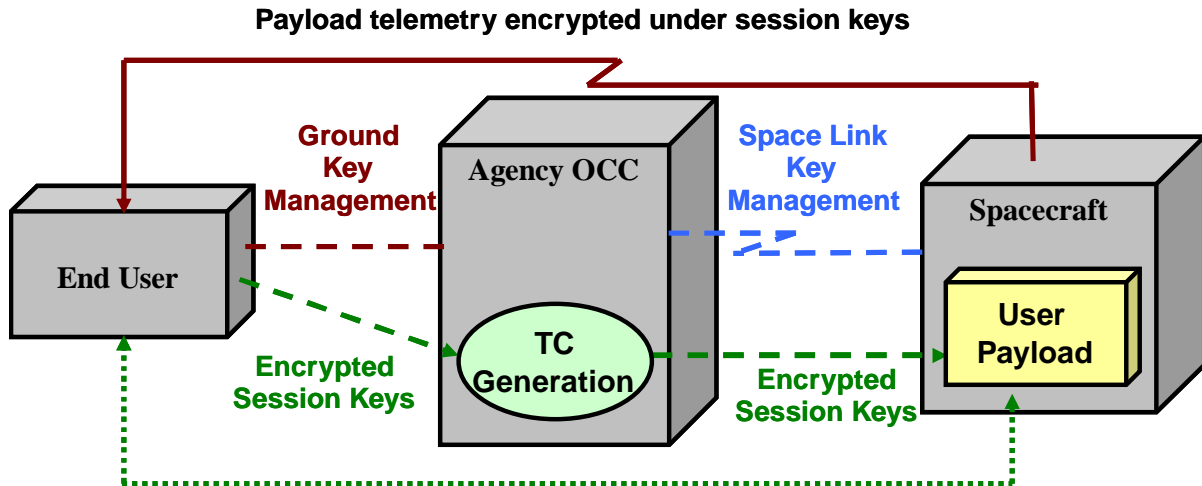 Payload telemetry encrypted under session keys
Ground
Key
Management
Agency OCC
Space Link
Key
Management
Spacecraft
End User
User
Payload
TC
Generation
Encrypted
Session Keys
Encrypted
Session Keys